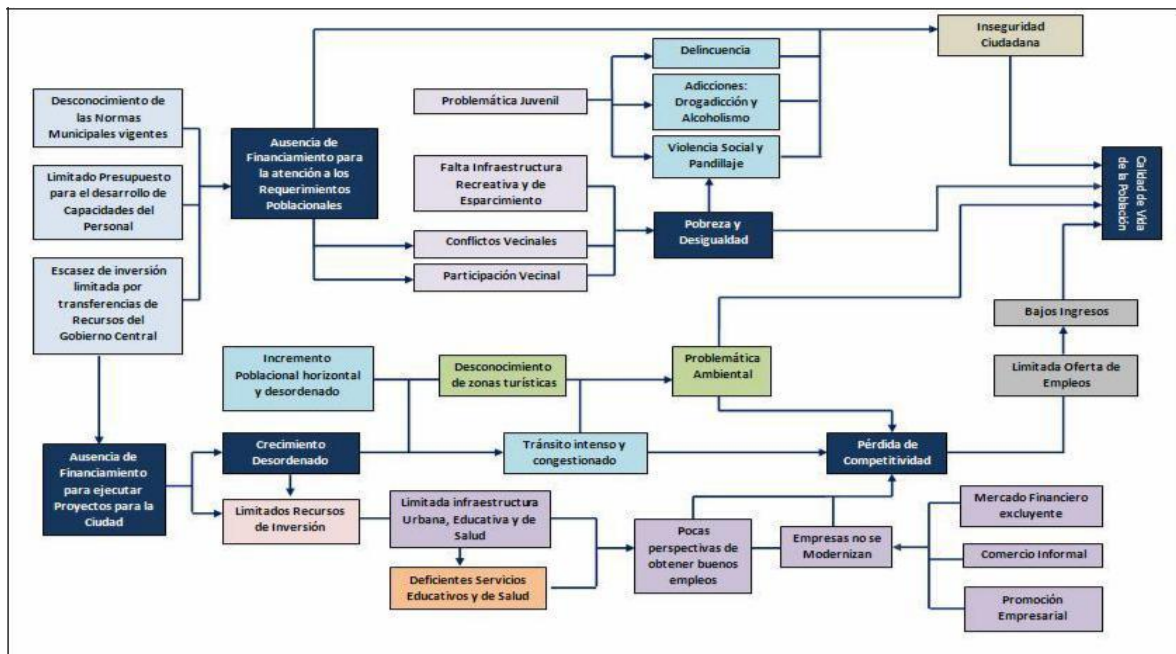 Inseguridad
Ciudadana
Delincuencia
Desconocimiento de
las Normas
Municipales vigentes
Problemática Juvenil
Adicciones:
Drogadicción y
Alcoholismo
Ausencia de
Financiamiento para
la atención a los
Requerimientos
Poblacionales
Violencia Social y
Pandillaje
Calidad de Vida
de la Población
Limitado Presupuesto
para el desarrollo de
Capacidades del
Personal
Falta Infraestructura
Recreativa y de
Esparcimiento
Pobreza y
Desigualdad
Conflictos Vecinales
Participación Vecinal
Escasez de inversión
limitada por
transferencias de
Recursos del
Gobierno Central
Bajos Ingresos
Incremento
Poblacional horizontal
y desordenado
Desconocimiento
de zonas turísticas
Problemática
Ambiental
Limitada Oferta de
Empleos
Ausencia de
Financiamiento
para ejecutar
Proyectos para la
Ciudad
Crecimiento
Desordenado
Tránsito intenso y
congestionado
Pérdida de
Competitividad
Limitados Recursos
de Inversión
Limitada infraestructura
Urbana, Educativa y de
Salud
Pocas
perspectivas de
obtener buenos
empleos
Empresas no se
Modernizan
Mercado Financiero
excluyente
Comercio Informal
Deficientes Servicios
Educativos y de Salud
Promoción
Empresarial